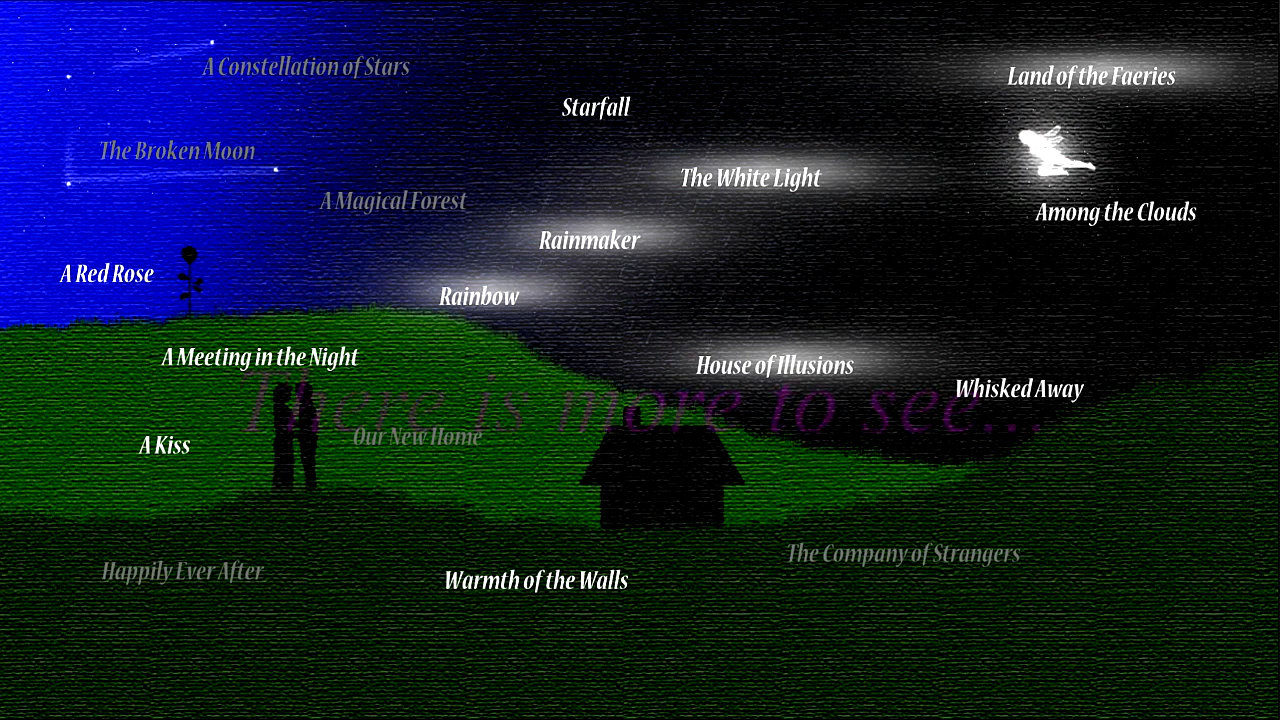 A Constellation of Stars
Land of the Faeries
Starfall
The Broken Moon
The White Light
A Magical Forest
Among the Clouds
Rainmaker
A Red Rose
Rainbow
A Meeting in the Night
House of Illusions
Whisked Away
There is more to see...
A Kiss
Our New Home
The Company of Strangers
Happily Ever After
Warmth of the Walls